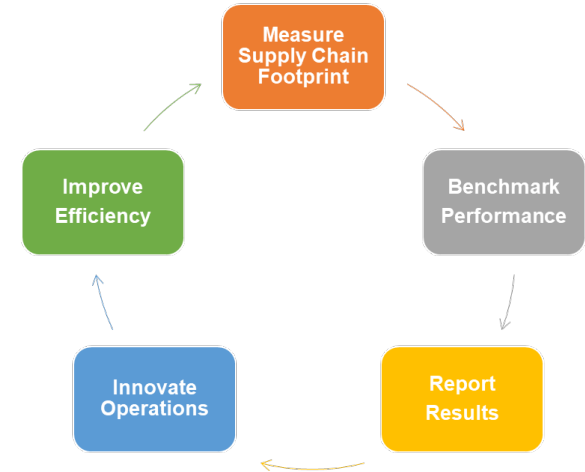 Measure
Supply Chain
Footprint
Benchmark
Performance
Report
Results
Innovate
Operations
Improve
Efficiency